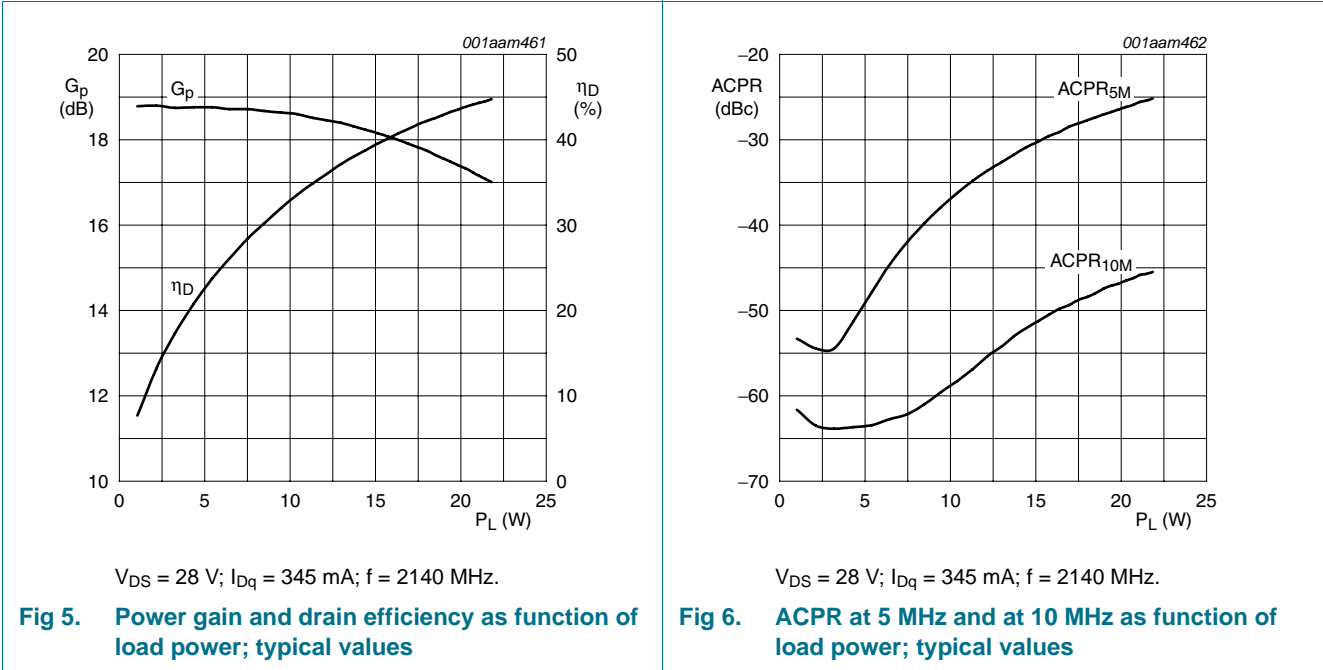 001aam461
20
50
Gp
(dB)
Gp
ηD
(%)
18
40
16
30
ηD
14
20
12
10
10
0
0
5
10
15
20
25
PL (W)
VDS = 28 V; IDq = 345 mA; f = 2140 MHz.
Fig 5. Power gain and drain efficiency as function of
load power; typical values
001aam462
−20
ACPR
(dBc)
ACPR5M
−30
−40
ACPR10M
−50
−60
−70
0
5
10
15
20
25
PL (W)
VDS = 28 V; IDq = 345 mA; f = 2140 MHz.
Fig 6. ACPR at 5 MHz and at 10 MHz as function of
load power; typical values